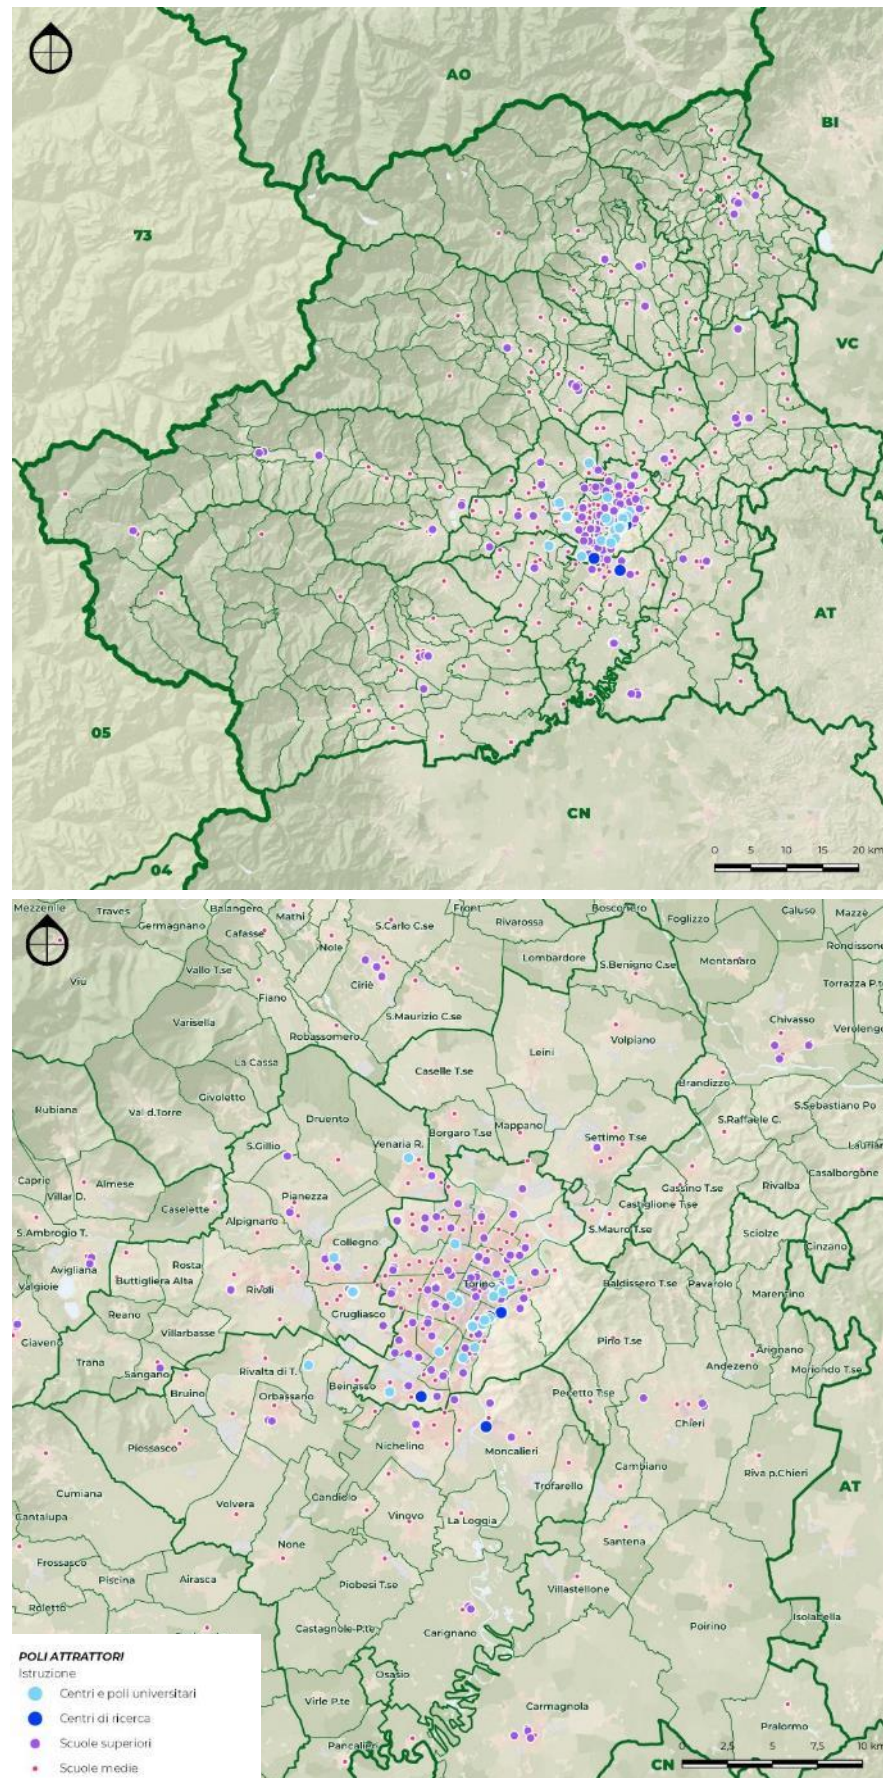 AO
BI
73
VC
AT
05
CN
04
0 5 10 15 20 km
Mezzenile
Traves
Germagnano
Balangero
Cafasse
Mathi
Nole
S.Carlo C.se
Front
Rivarossa
Bosconero
Foglizzo
Caluso
Mazzè
Lombardore
S.Benigno C.se
Montanaro
Rondissone
Viu
Vallo T.se
Fiano
Ciriè
Torrazza P.te
S.Maurizio C.se
Varisella
Robassomero
Leini
Volpiano
Chivasso
Verolengo
La Cassa
Caselle T.se
Brandizzo
Rubiana
Val d.Torre
Givoletto
Druento
S.Sebastiano Po
S.Raffaele C.
Venaria R.
Borgaro T.se
Mappano
Settimo T.se
S.Gillio
Caprie
Villar D.
Almese
Caselette
Pianezza
Gassino T.se
Rivalba
Casalborgone
S.Ambrogio T.
Alpignano
Castiglione T.se
S.Mauro T.se
Sciolze
Cinzano
Avigliana
Rosta
Collegno
Valgioie
Buttigliera Alta
Rivoli
Torino
Baldissero T.se
Pavarolo
Marentino
Reano
Grugliasco
Giaveno
Villarbasse
Pino T.se
Arignano
Trana
Sangano
Andezeno
Moriondo T.se
Bruino
Rivalta di T.
Beinasco
Pecetto T.se
Orbassano
Chieri
Piossasco
Nichelino
Moncalieri
Cambiano
Riva p.Chieri
AT
Cumiana
Volvera
Candiolo
Trofarello
Cantalupa
Vinovo
La Loggia
None
Santena
Frossasco
Piscina
Airasca
Piobesi T.se
Villastellone
Roletto
Poirino
Isolabella
Castagnole P.te
Carignano
Osasio
Virle P.te
Carmagnola
Pralormo
Pancalieri
CN
0 2,5 5 7,5 10 km
POLI ATTRATTORI
Istruzione
Centri e poli universitari
Centri di ricerca
Scuole superiori
Scuole medie